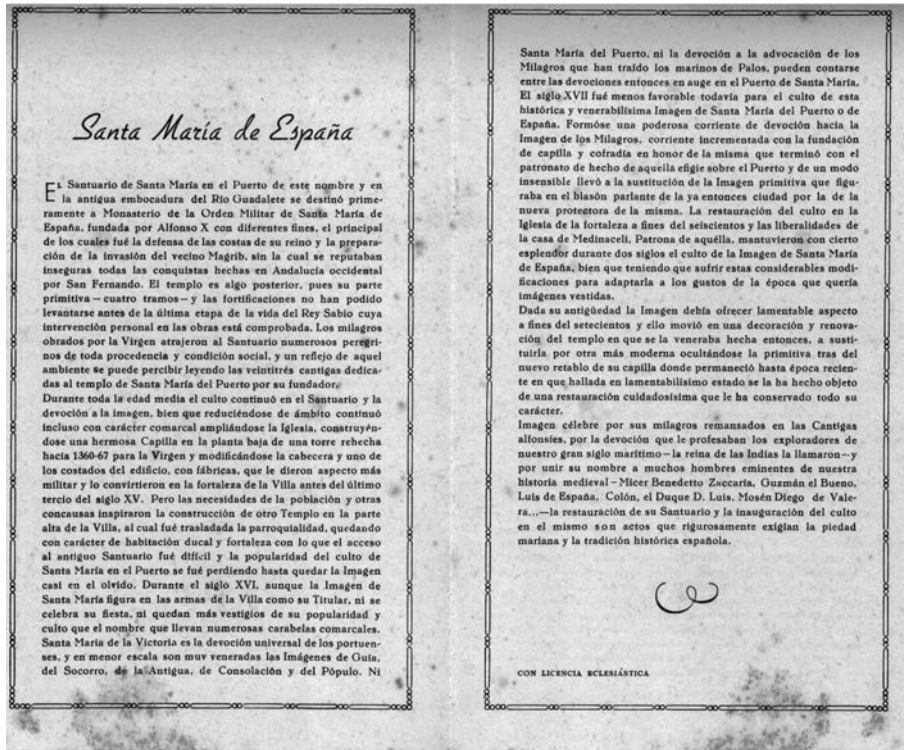 Santa María de España
EL Santuario de Santa María en el Puerto de este nombre y en
la antigua embocadura del Río Guadalete se destinó prime-
ramente a Monasterio de la Orden Militar de Santa María de
España, fundada por Alfonso X con diferentes fines, el principal
de los cuales fué la defensa de las costas de su reino y la prepara-
ción de la invasión del vecino Magrib, sin la cual se reputaban
inseguras todas las conquistas hechas en Andalucía occidental
por San Fernando. El templo es algo posterior, pues su parte
primitiva — cuatro tramos — y las fortificaciones no han podido
levantarse antes de la última etapa de la vida del Rey Sabio cuya
intervención personal en las obras está comprobada. Los milagros
obrados por la Virgen atrajeron al Santuario numerosos peregri-
nos de toda procedencia y condición social, y un reflejo de aquel
ambiente se puede percibir leyendo las veintitrés cantigas dedica-
das al templo de Santa María del Puerto por su fundador.
Durante toda la edad media el culto continuó en el Santuario y la
devoción a la imagen, bien que reduciéndose de ámbito continuó
incluso con carácter comarcal ampliándose la Iglesia, construyén-
dose una hermosa Capilla en la planta baja de una torre rehecha
hacia 1360-67 para la Virgen y modificándose la cabecera y uno de
los costados del edificio, con fábricas, que le dieron aspecto más
militar y lo convirtieron en la fortaleza de la Villa antes del último
tercio del siglo XV. Pero las necesidades de la población y otras
concausas inspiraron la construcción de otro Templo en la parte
alta de la Villa, al cual fué trasladada la parroquialidad, quedando
con carácter de habitación ducal y fortaleza con lo que el acceso
al antiguo Santuario fué difícil y la popularidad del culto de
Santa María en el Puerto se fué perdiendo hasta quedar la Imagen
casi en el olvido. Durante el siglo XVI, aunque la Imagen de
Santa María figura en las armas de la Villa como su Titular, ni se
celebra su fiesta, ni quedan más vestigios de su popularidad y
culto que el nombre que llevan numerosas carabelas comarcales.
Santa María de la Victoria es la devoción universal de los portuen-
ses, y en menor escala son muy veneradas las Imágenes de Guía,
del Socorro, de la Antigua, de Consolación y del Pópulo. Ni
Santa María del Puerto, ni la devoción a la advocación de los
Milagros que han traído los marinos de Palos, pueden contarse
entre las devociones entonces en auge en el Puerto de Santa María.
El siglo XVII fué menos favorable todavía para el culto de esta
histórica y venerabilísima Imagen de Santa María del Puerto o de
España. Formóse una poderosa corriente de devoción hacia la
Imagen de los Milagros, corriente incrementada con la fundación
de capilla y cofradía en honor de la misma que terminó con el
patronato de hecho de aquella efigie sobre el Puerto y de un modo
insensible llevó a la sustitución de la Imagen primitiva que figu-
raba en el blasón parlante de la ya entonces ciudad por la de la
nueva protectora de la misma. La restauración del culto en la
Iglesia de la fortaleza a fines del seiscientos y las liberalidades de
la casa de Medinaceli, Patrona de aquélla, mantuvieron con cierto
esplendor durante dos siglos el culto de la Imagen de Santa María
de España, bien que teniendo que sufrir estas considerables modi-
ficaciones para adaptarla a los gustos de la época que quería
imágenes vestidas.
Dada su antigüedad la Imagen debía ofrecer lamentable aspecto
a fines del setecientos y ello movió en una decoración y renova-
ción del templo en que se la veneraba hecha entonces, a susti-
tuirla por otra más moderna ocultándose la primitiva tras del
nuevo retablo de su capilla donde permaneció hasta época recien-
te en que hallada en lamentabilísimo estado se la ha hecho objeto
de una restauración cuidadosísima que le ha conservado todo su
carácter.
Imagen célebre por sus milagros remansados en las Cantigas
alfonsíes, por la devoción que le profesaban los exploradores de
nuestro gran siglo marítimo — la reina de las Indias la llamaron — y
por unir su nombre a muchos hombres eminentes de nuestra
historia medieval – Micer Benedetto Zaccaría, Guzmán el Bueno,
Luis de España, Colón, el Duque D. Luis, Mosén Diego de Vale-
ra...,—la restauración de su Santuario y la inauguración del culto
en el mismo son actos que rigurosamente exigían la piedad
mariana y la tradición histórica española.
CON LICENCIA ECLESIÁSTICA